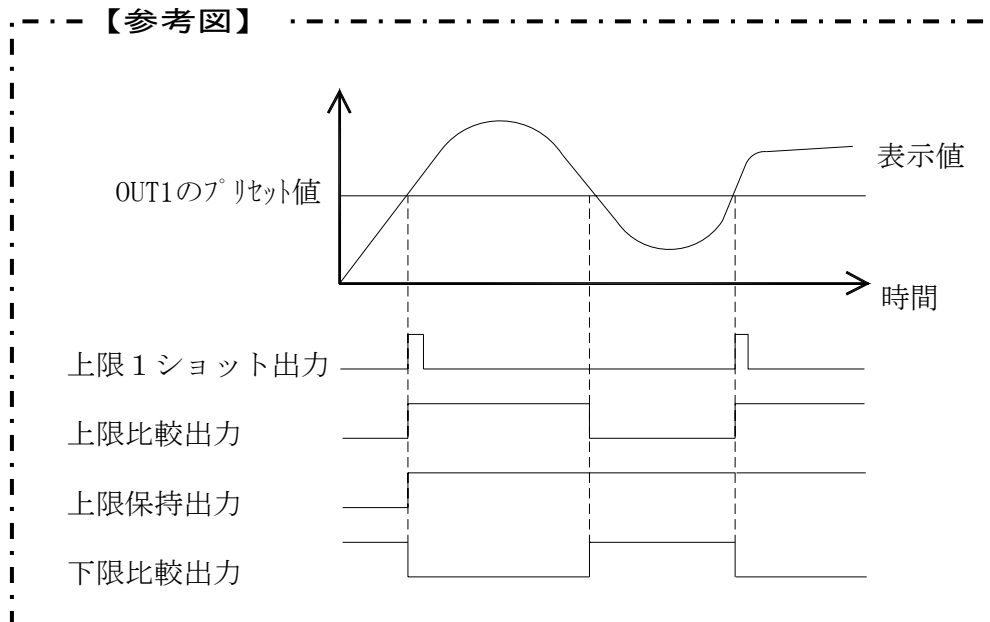 【参考図】
表示値
OUT1のﾌﾟﾘｾｯﾄ値
時間
上限１ショット出力
上限比較出力
上限保持出力
下限比較出力